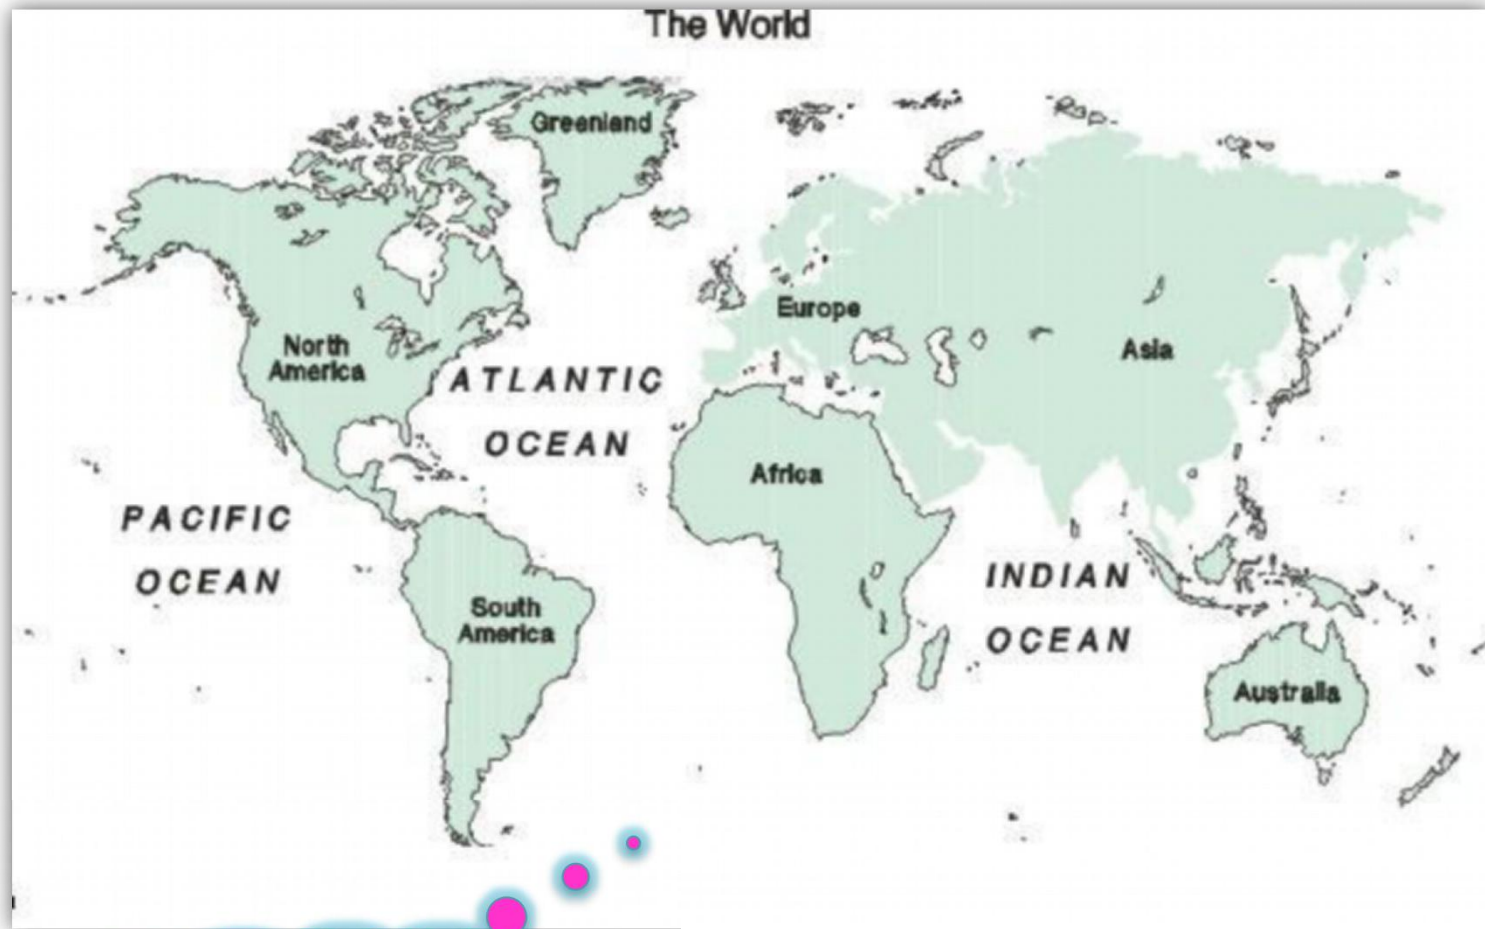 The World
Greenland
Europe
North
America
Asia
ATLANTIC
OCEAN
Africa
PACIFIC
OCEAN
INDIAN
OCEAN
South
America
Australia